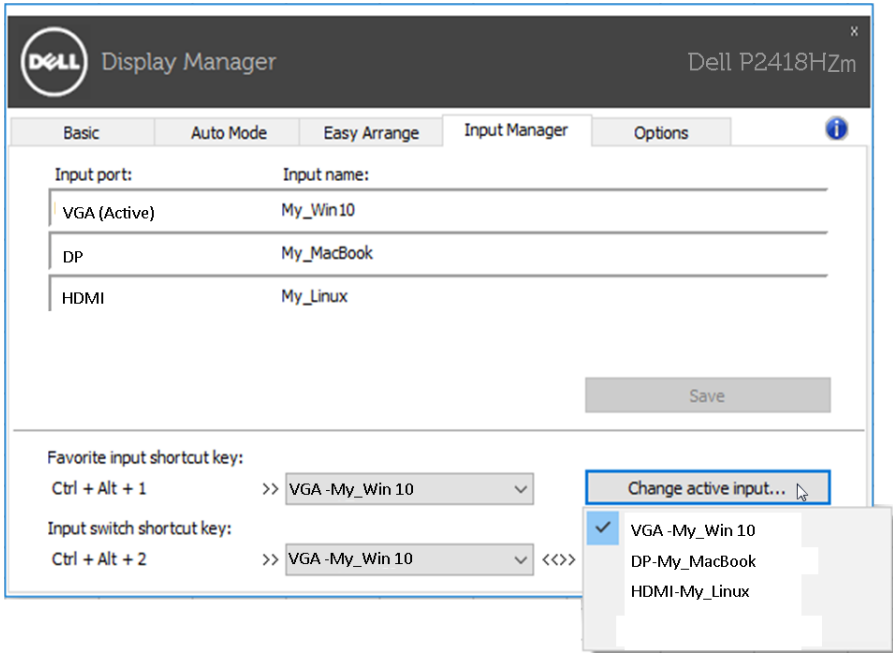 DELL Display Manager
x
Dell P2418HZm
Basic Auto Mode Easy Arrange Input Manager Options i
Input port: Input name:
VGA (Active) My_Win10
DP My_MacBook
HDMI My_Linux
Save
Favorite input shortcut key:
Ctrl + Alt + 1 >> VGA -My_Win 10 Change active input...
Input switch shortcut key:
Ctrl + Alt + 2 >> VGA -My_Win 10 <<>>
VGA -My_Win 10
DP-My_MacBook
HDMI-My_Linux